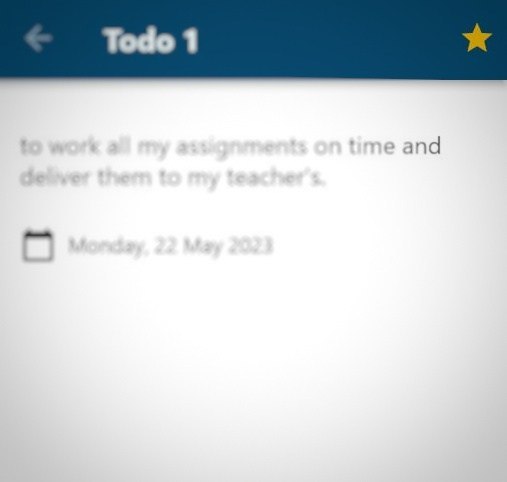 Todo 1
to work all my assignments on time and
deliver them to my teacher's.
Monday, 22 May 2023